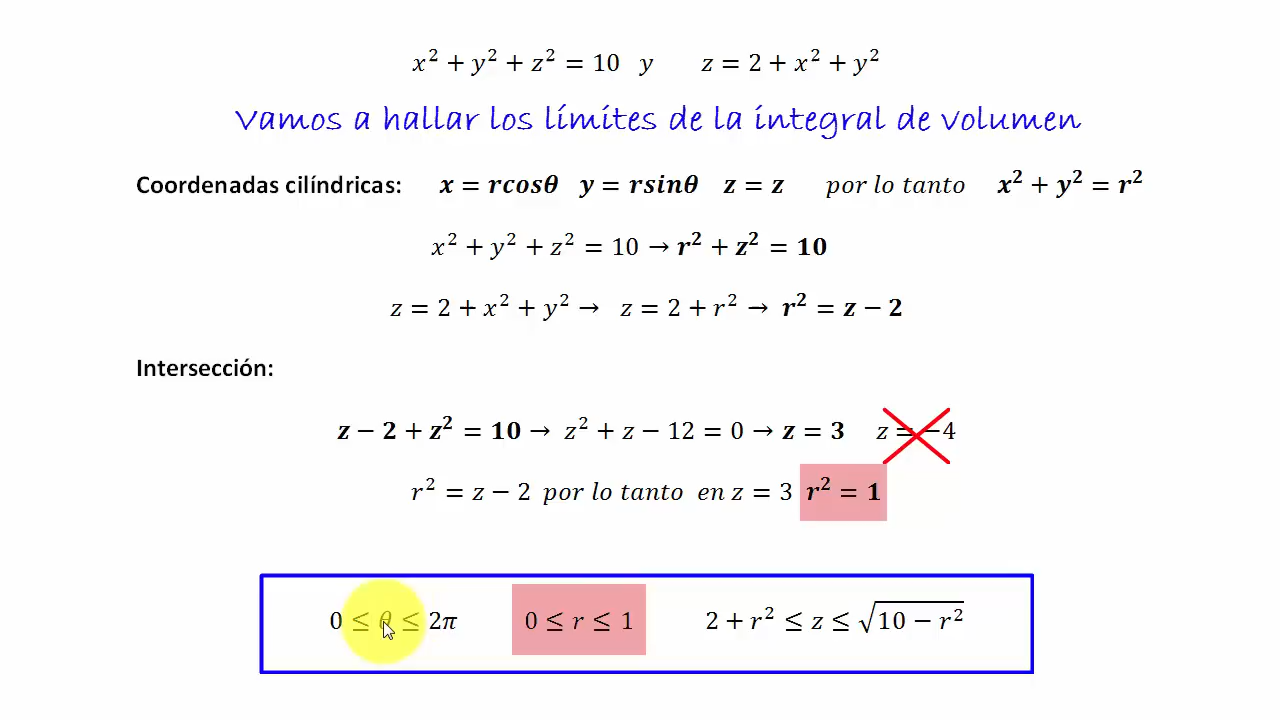 x² + y² + z² = 10 y z = 2 + x² + y²
Vamos a hallar los límites de la integral de volumen
Coordenadas cilíndricas: x = rcosθ y = rsinθ z = z por lo tanto x² + y² = r²
x² + y² + z² = 10 → r² + z² = 10
z = 2 + x² + y² → z = 2 + r² → r² = z − 2
Intersección:
z − 2 + z² = 10 → z² + z − 12 = 0 → z = 3 z = −4
r² = z − 2 por lo tanto en z = 3 r² = 1
0 ≤ θ ≤ 2π 0 ≤ r ≤ 1 2 + r² ≤ z ≤ √(10 − r²)